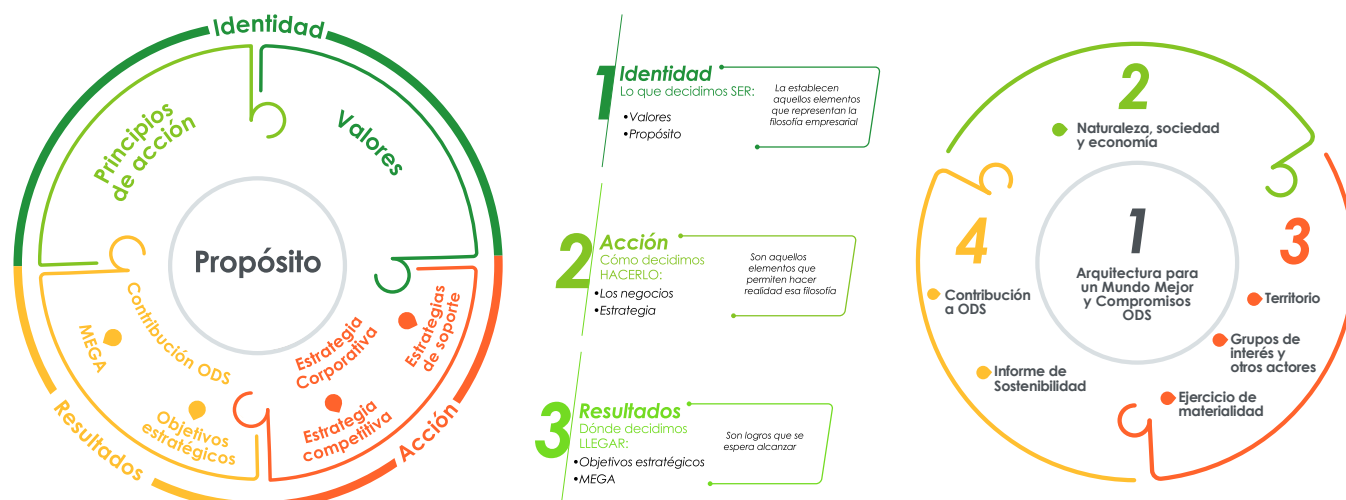 Identidad
Principios
de acción
Valores
Propósito
Contribución ODS
MEGA
Objetivos
estratégicos
Resultados
Estrategia
Corporativa
Estrategias
de soporte
Estrategia
competitiva
Acción
1
Identidad
Lo que decidimos SER:
•Valores
•Propósito
La establecen
aquellos elementos
que representan la
filosofía empresarial
2
Acción
Cómo decidimos
HACERLO:
•Los negocios
•Estrategia
Son aquellos
elementos que
permiten hacer
realidad esa filosofía
3
Resultados
Dónde decidimos
LLEGAR:
•Objetivos estratégicos
•MEGA
Son logros que se
espera alcanzar
2
Naturaleza, sociedad
y economía
1
Arquitectura para
un Mundo Mejor
y Compromisos
ODS
3
Territorio
Grupos de
interés y
otros actores
Ejercicio de
materialidad
4
Contribución
a ODS
Informe de
Sostenibilidad